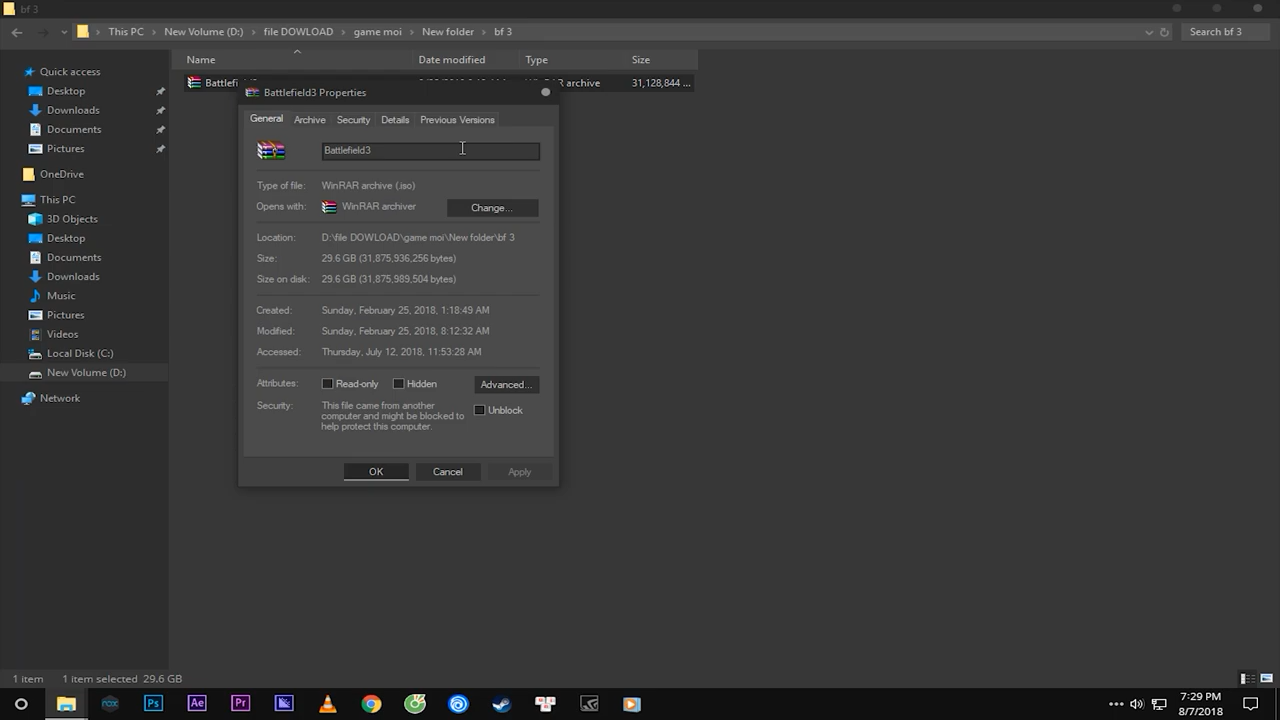 bf 3
This PC
New Volume (D:)
file DOWLOAD
game moi
New folder
bf 3
Search bf 3
Name
Date modified
Type
Size
Quick access
Desktop
Downloads
Documents
Pictures
OneDrive
This PC
3D Objects
Desktop
Documents
Downloads
Music
Pictures
Videos
Local Disk (C:)
New Volume (D:)
Network
archive
31,128,844 ...
Battlefield3 Properties
General
Archive
Security
Details
Previous Versions
Battlefield3
Type of file: WinRAR archive (.iso)
Opens with: WinRAR archiver
Change...
Location: D:\file DOWLOAD\game moi\New folder\bf 3
Size: 29.6 GB (31,875,936,256 bytes)
Size on disk: 29.6 GB (31,875,989,504 bytes)
Created: Sunday, February 25, 2018, 1:18:49 AM
Modified: Sunday, February 25, 2018, 8:12:32 AM
Accessed: Thursday, July 12, 2018, 11:53:28 AM
Attributes: Read-only Hidden
Advanced...
Security: This file came from another
computer and might be blocked to
help protect this computer.
Unblock
OK
Cancel
Apply
1 item
1 item selected 29.6 GB
nox
Ps
Ae
Pr
7:29 PM
8/7/2018